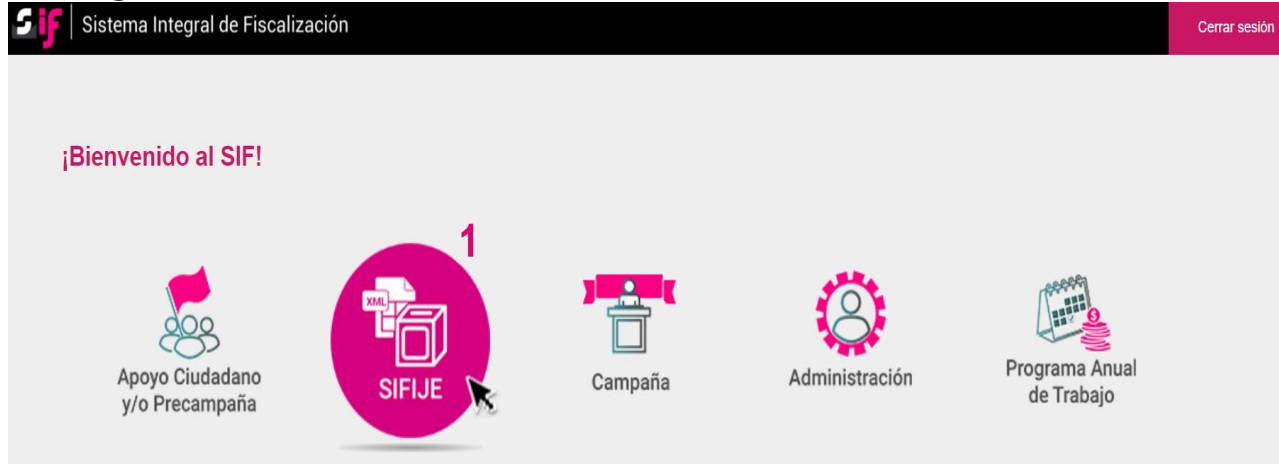 sif Sistema Integral de Fiscalización
Cerrar sesión
¡Bienvenido al SIF!
1
XML
SIFIJE
Apoyo Ciudadano
y/o Precampaña
Campaña
Administración
$
Programa Anual
de Trabajo